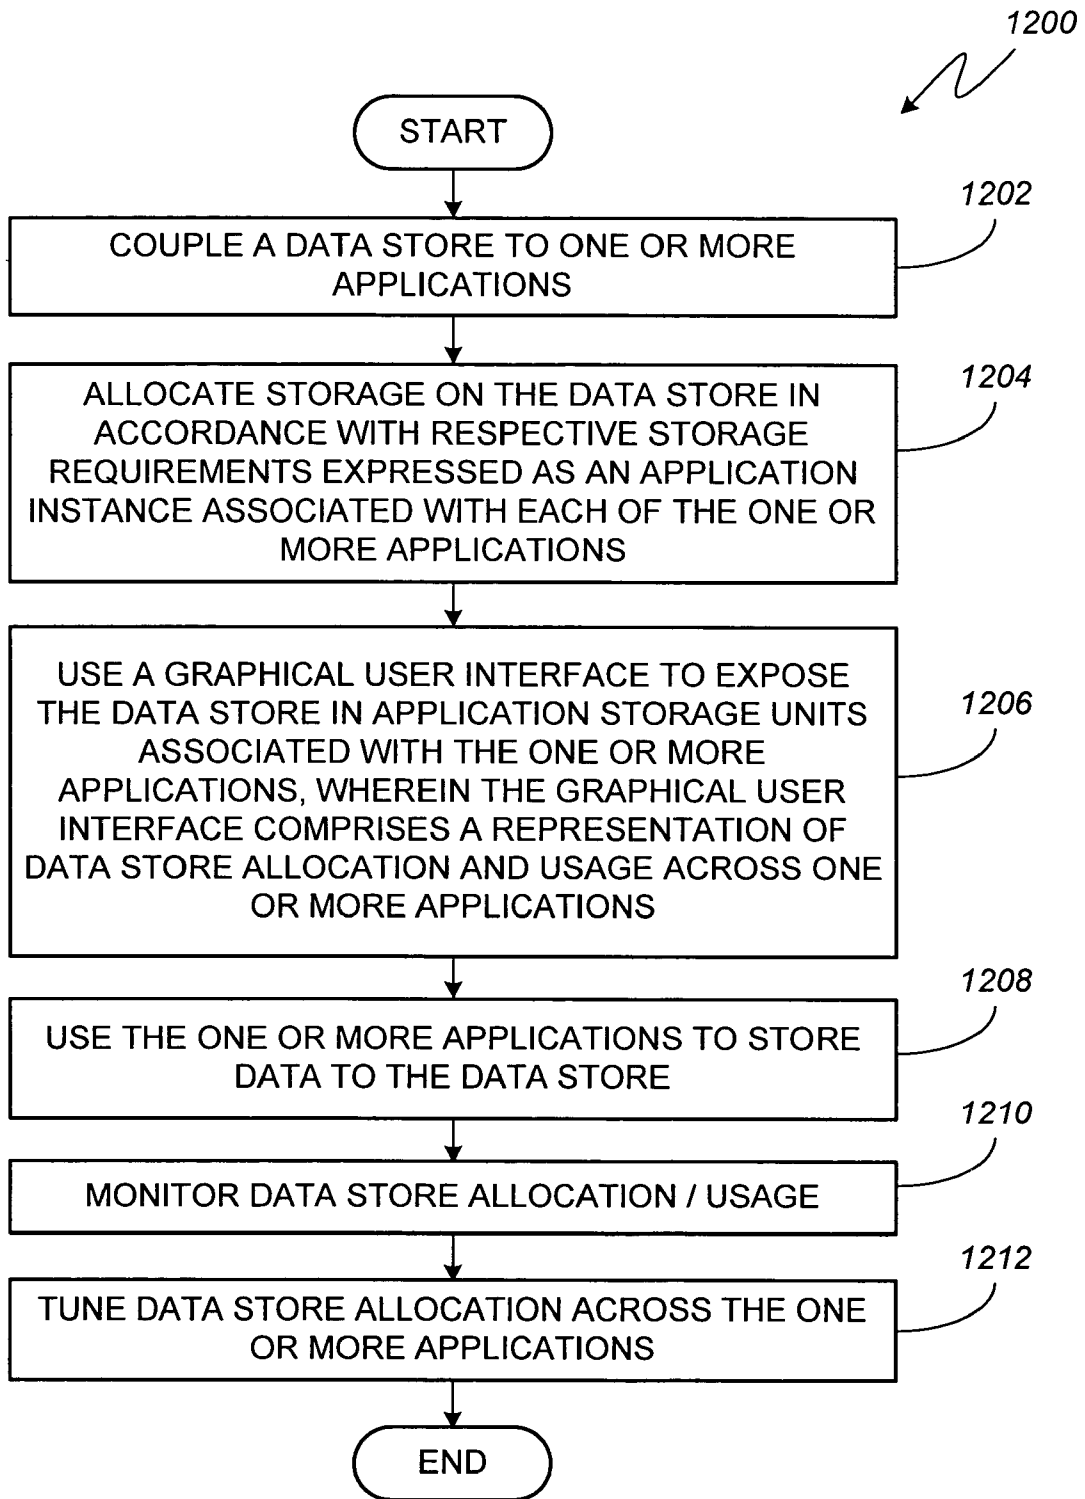 1200
START
1202
COUPLE A DATA STORE TO ONE OR MORE
APPLICATIONS
1204
ALLOCATE STORAGE ON THE DATA STORE IN
ACCORDANCE WITH RESPECTIVE STORAGE
REQUIREMENTS EXPRESSED AS AN APPLICATION
INSTANCE ASSOCIATED WITH EACH OF THE ONE OR
MORE APPLICATIONS
1206
USE A GRAPHICAL USER INTERFACE TO EXPOSE
THE DATA STORE IN APPLICATION STORAGE UNITS
ASSOCIATED WITH THE ONE OR MORE
APPLICATIONS, WHEREIN THE GRAPHICAL USER
INTERFACE COMPRISES A REPRESENTATION OF
DATA STORE ALLOCATION AND USAGE ACROSS ONE
OR MORE APPLICATIONS
1208
USE THE ONE OR MORE APPLICATIONS TO STORE
DATA TO THE DATA STORE
1210
MONITOR DATA STORE ALLOCATION / USAGE
1212
TUNE DATA STORE ALLOCATION ACROSS THE ONE
OR MORE APPLICATIONS
END